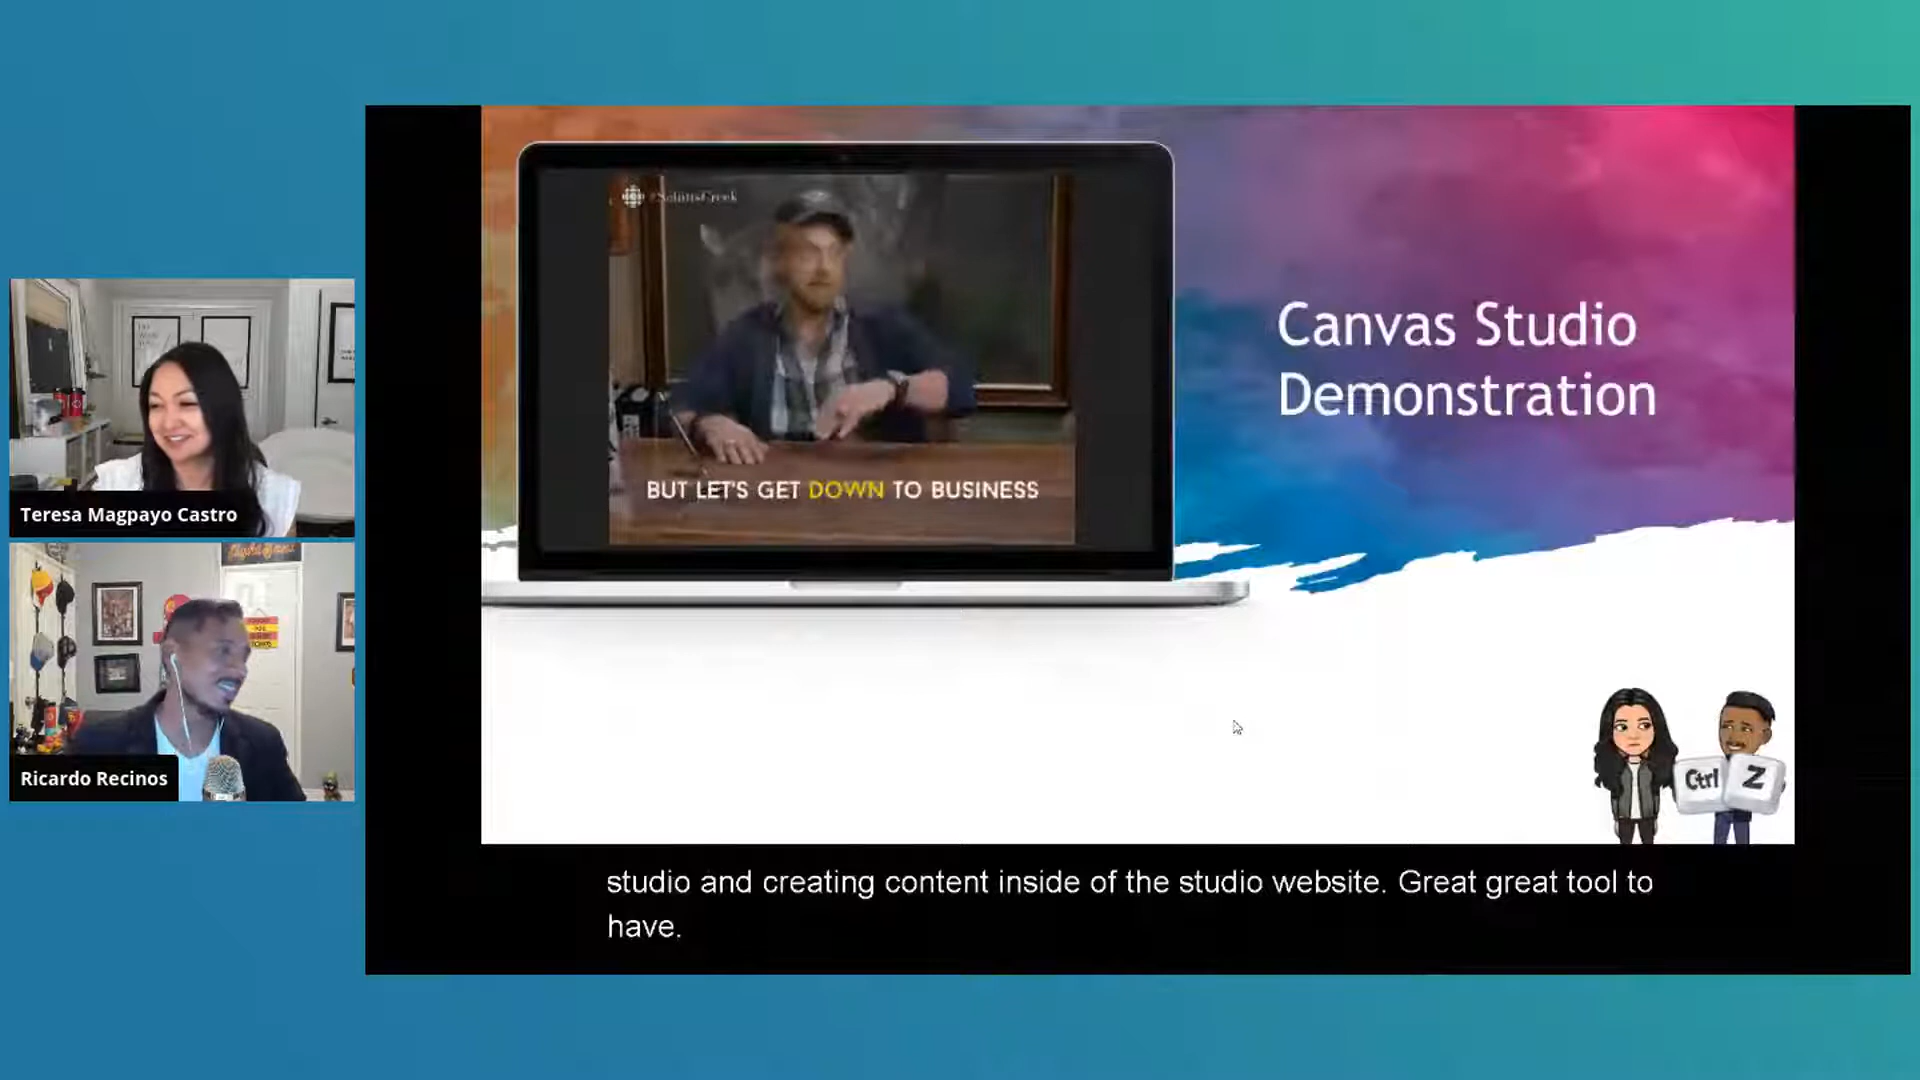 #SchittsCreek
BUT LET'S GET DOWN TO BUSINESS
Canvas Studio
Demonstration
Teresa Magpayo Castro
Ricardo Recinos
Ctrl
Z
studio and creating content inside of the studio website. Great great tool to
have.